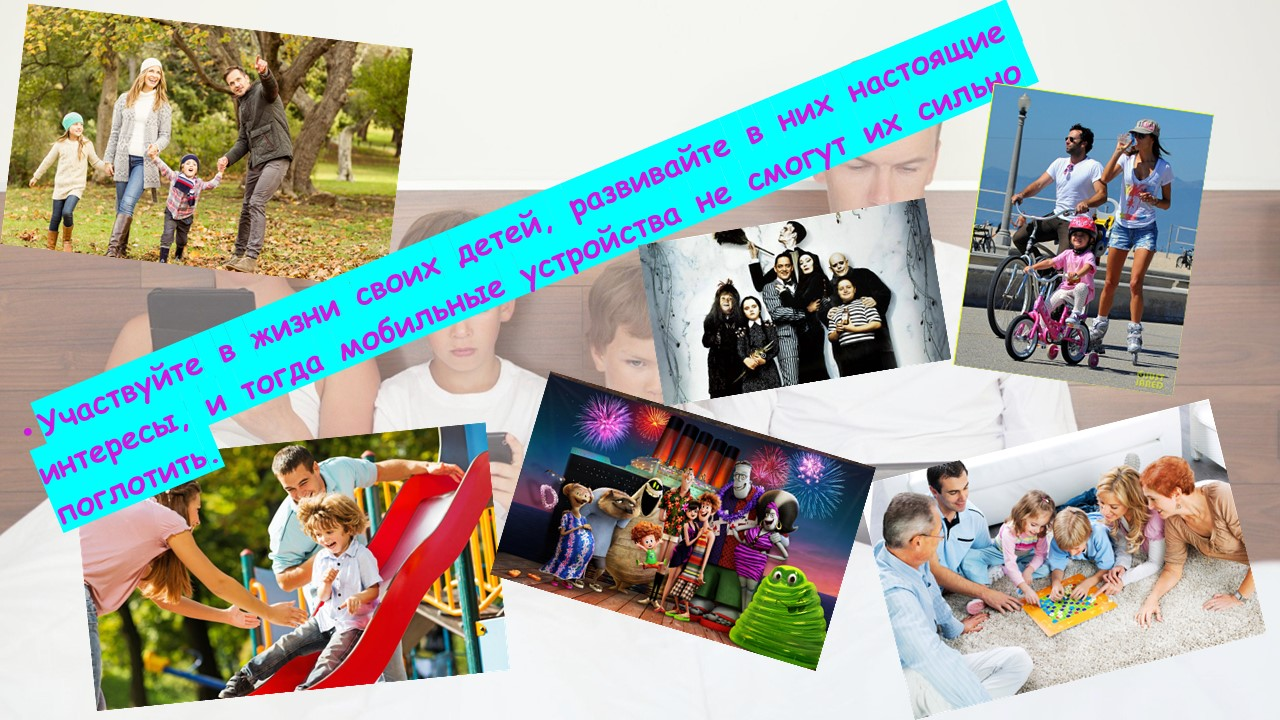 •Участвуйте в жизни своих детей, развивайте в них настоящие
интересы, и тогда мобильные устройства не смогут их сильно
поглотить.